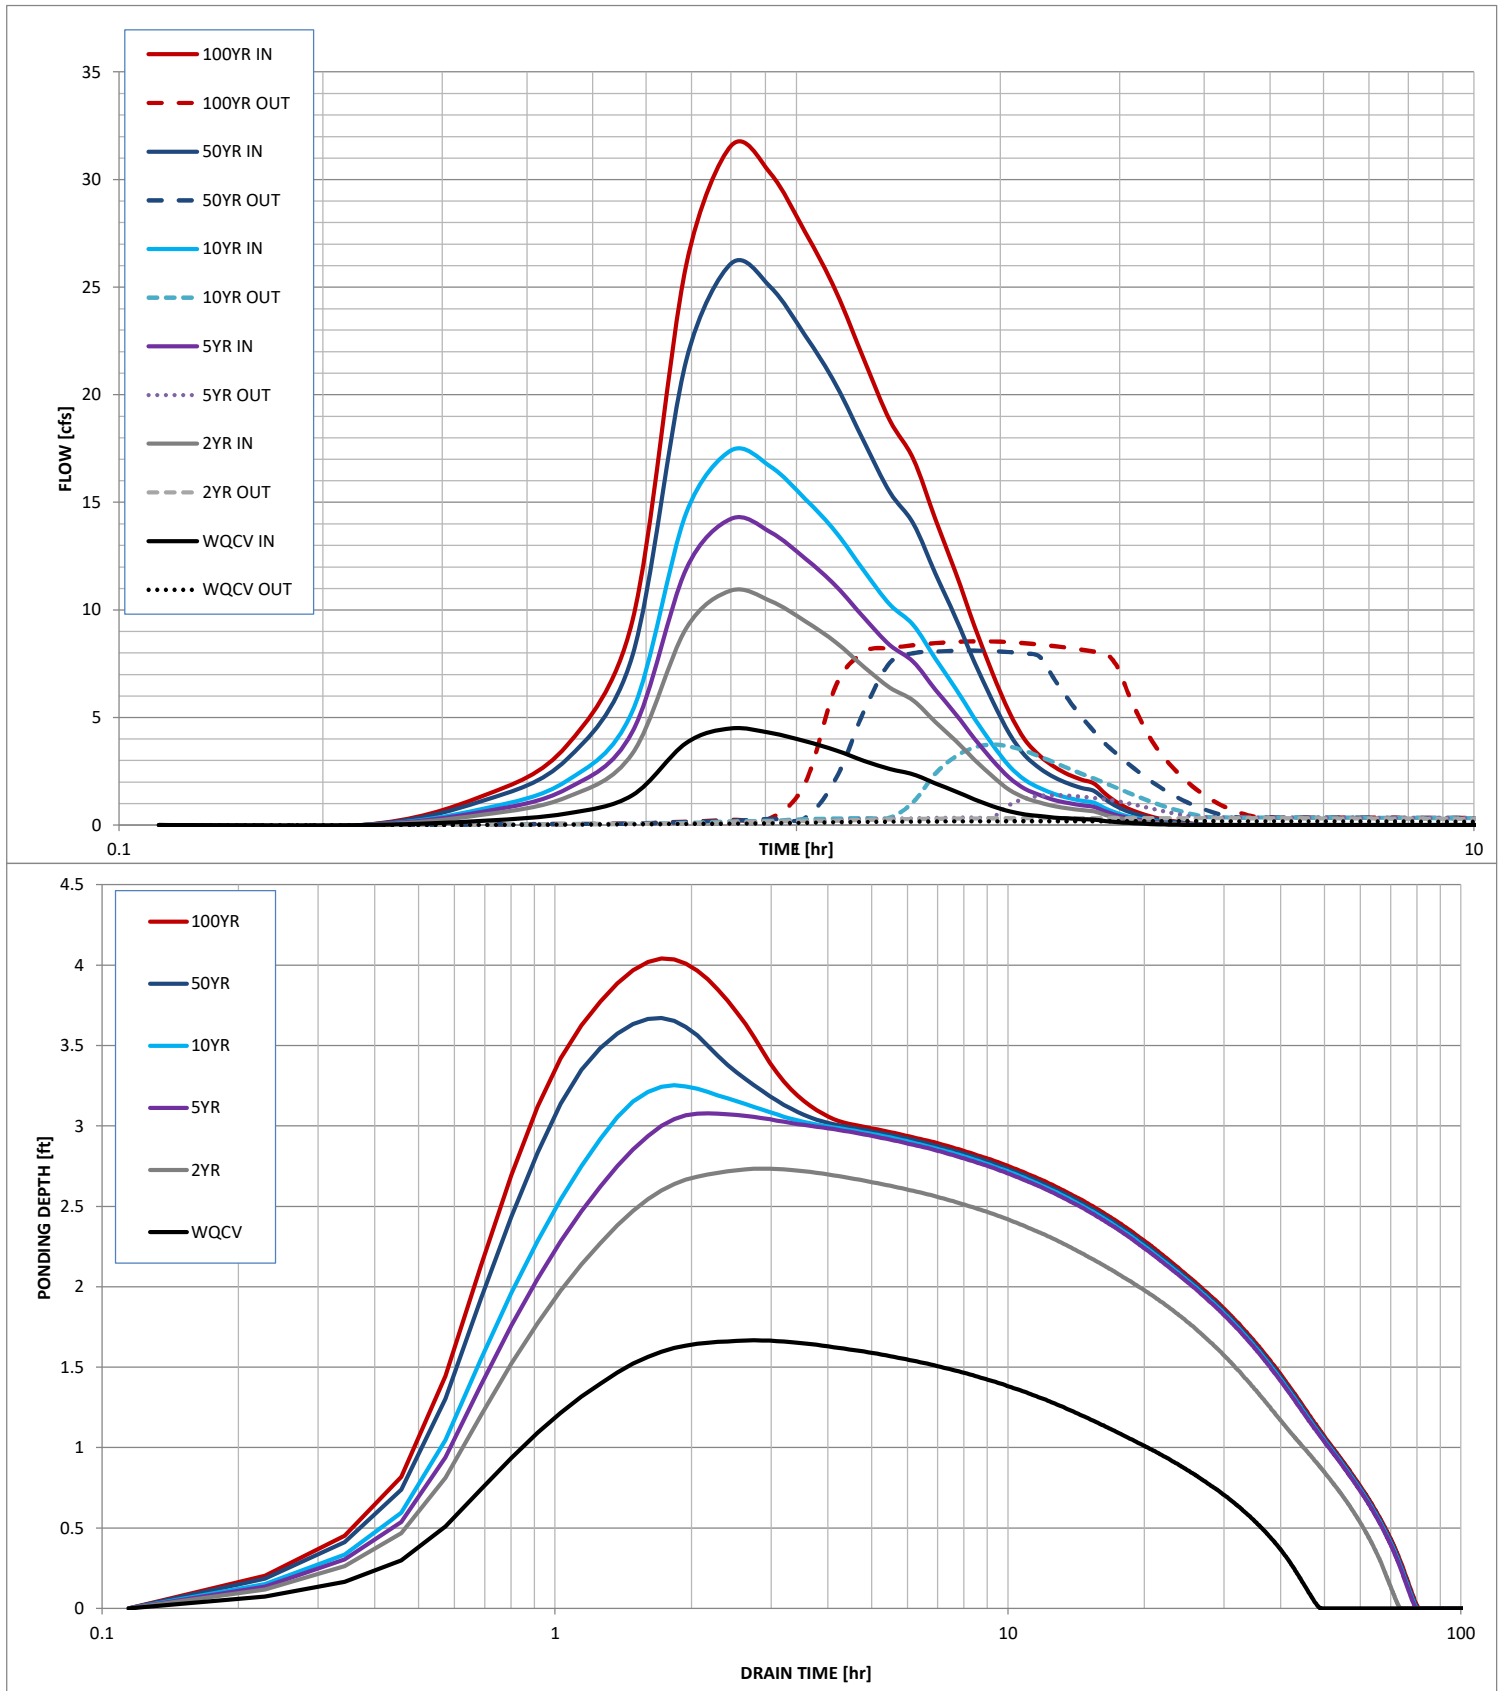 100YR IN
100YR OUT
50YR IN
50YR OUT
10YR IN
10YR OUT
5YR IN
5YR OUT
2YR IN
2YR OUT
WQCV IN
WQCV OUT
35
30
25
20
15
10
5
0
FLOW [cfs]
0.1
1
10
TIME [hr]
100YR
50YR
10YR
5YR
2YR
WQCV
4.5
4
3.5
3
2.5
2
1.5
1
0.5
0
PONDING DEPTH [ft]
0.1
1
10
100
DRAIN TIME [hr]